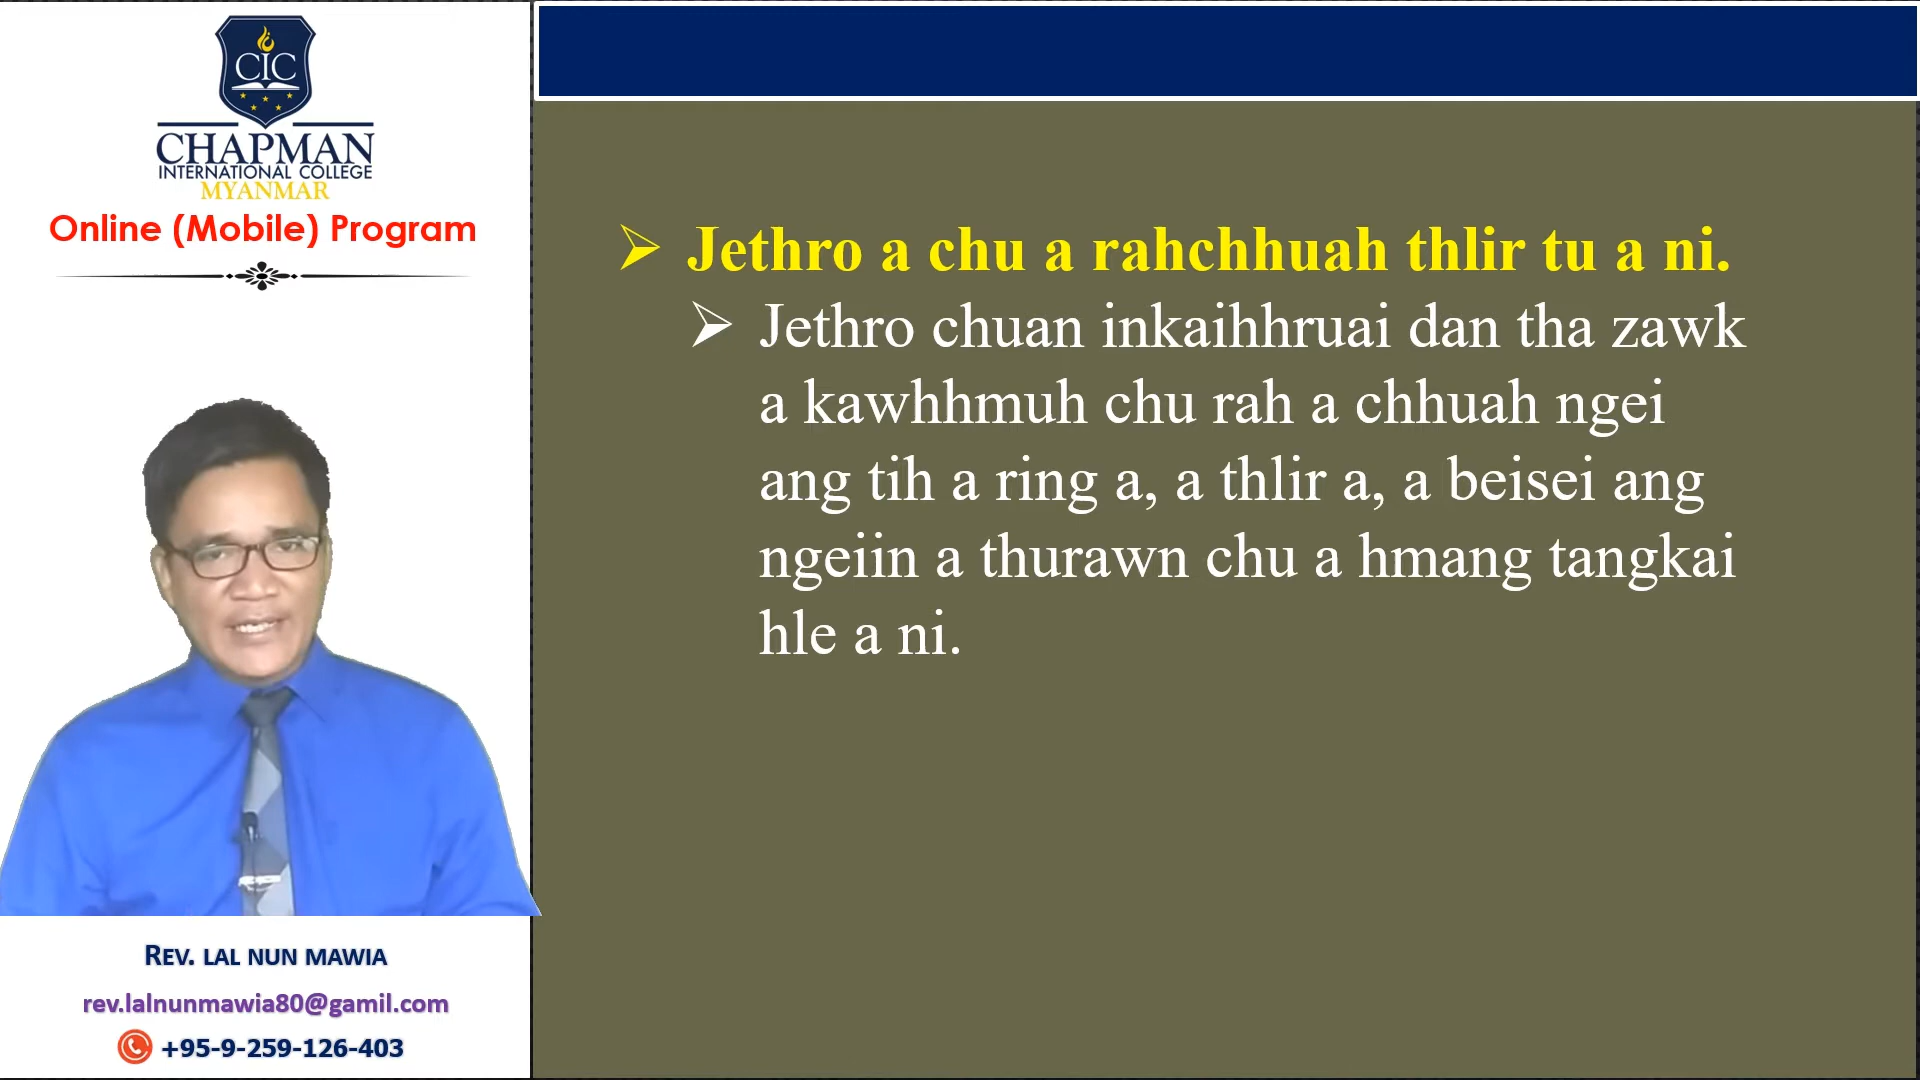 CIC
CHAPMAN
INTERNATIONAL COLLEGE
MYANMAR
Online (Mobile) Program
REV. LAL NUN MAWIA
rev.lalnunmawia80@gamil.com
+95-9-259-126-403
Jethro a chu a rahchhuah thlir tu a ni.
Jethro chuan inkaihhruai dan tha zawk
a kawhhmuh chu rah a chhuah ngei
ang tih a ring a, a thlir a, a beisei ang
ngeiin a thurawn chu a hmang tangkai
hle a ni.